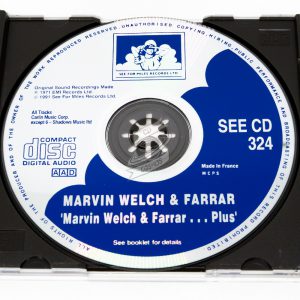 ALL RIGHTS OF THE PRODUCER AND OF THE OWNER OF THE WORK REPRODUCED RESERVED. UNAUTHORISED COPYING, HIRING, PUBLIC PERFORMANCE AND BROADCASTING OF THIS RECORD PROHIBITED
SEE FOR MILES RECORDS LTD.
Original Sound Recordings Made
℗ 1971 EMI Records Ltd
© 1991 See For Miles Records Ltd
All Tracks
Carlin Music Corp.
except 6 – Shadows Music ltd
COMPACT
disc
DIGITAL AUDIO
AAD
SEE CD
324
Made in France
MCPS
MARVIN WELCH & FARRAR
'Marvin Welch & Farrar . . . Plus'
See booklet for details